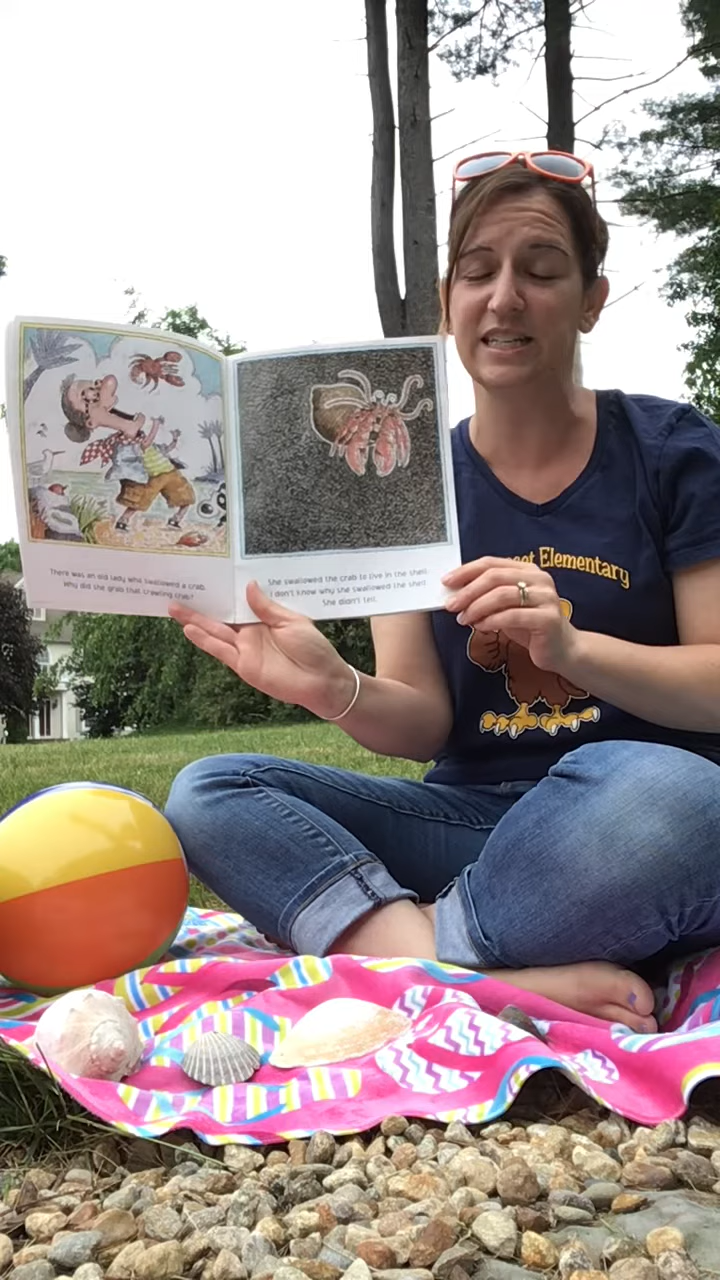 There was an old lady who swallowed a crab.
Why did she grab that crawling crab?
She swallowed the crab to live in the shell.
I don't know why she swallowed the shell.
She didn't tell.
Elementary